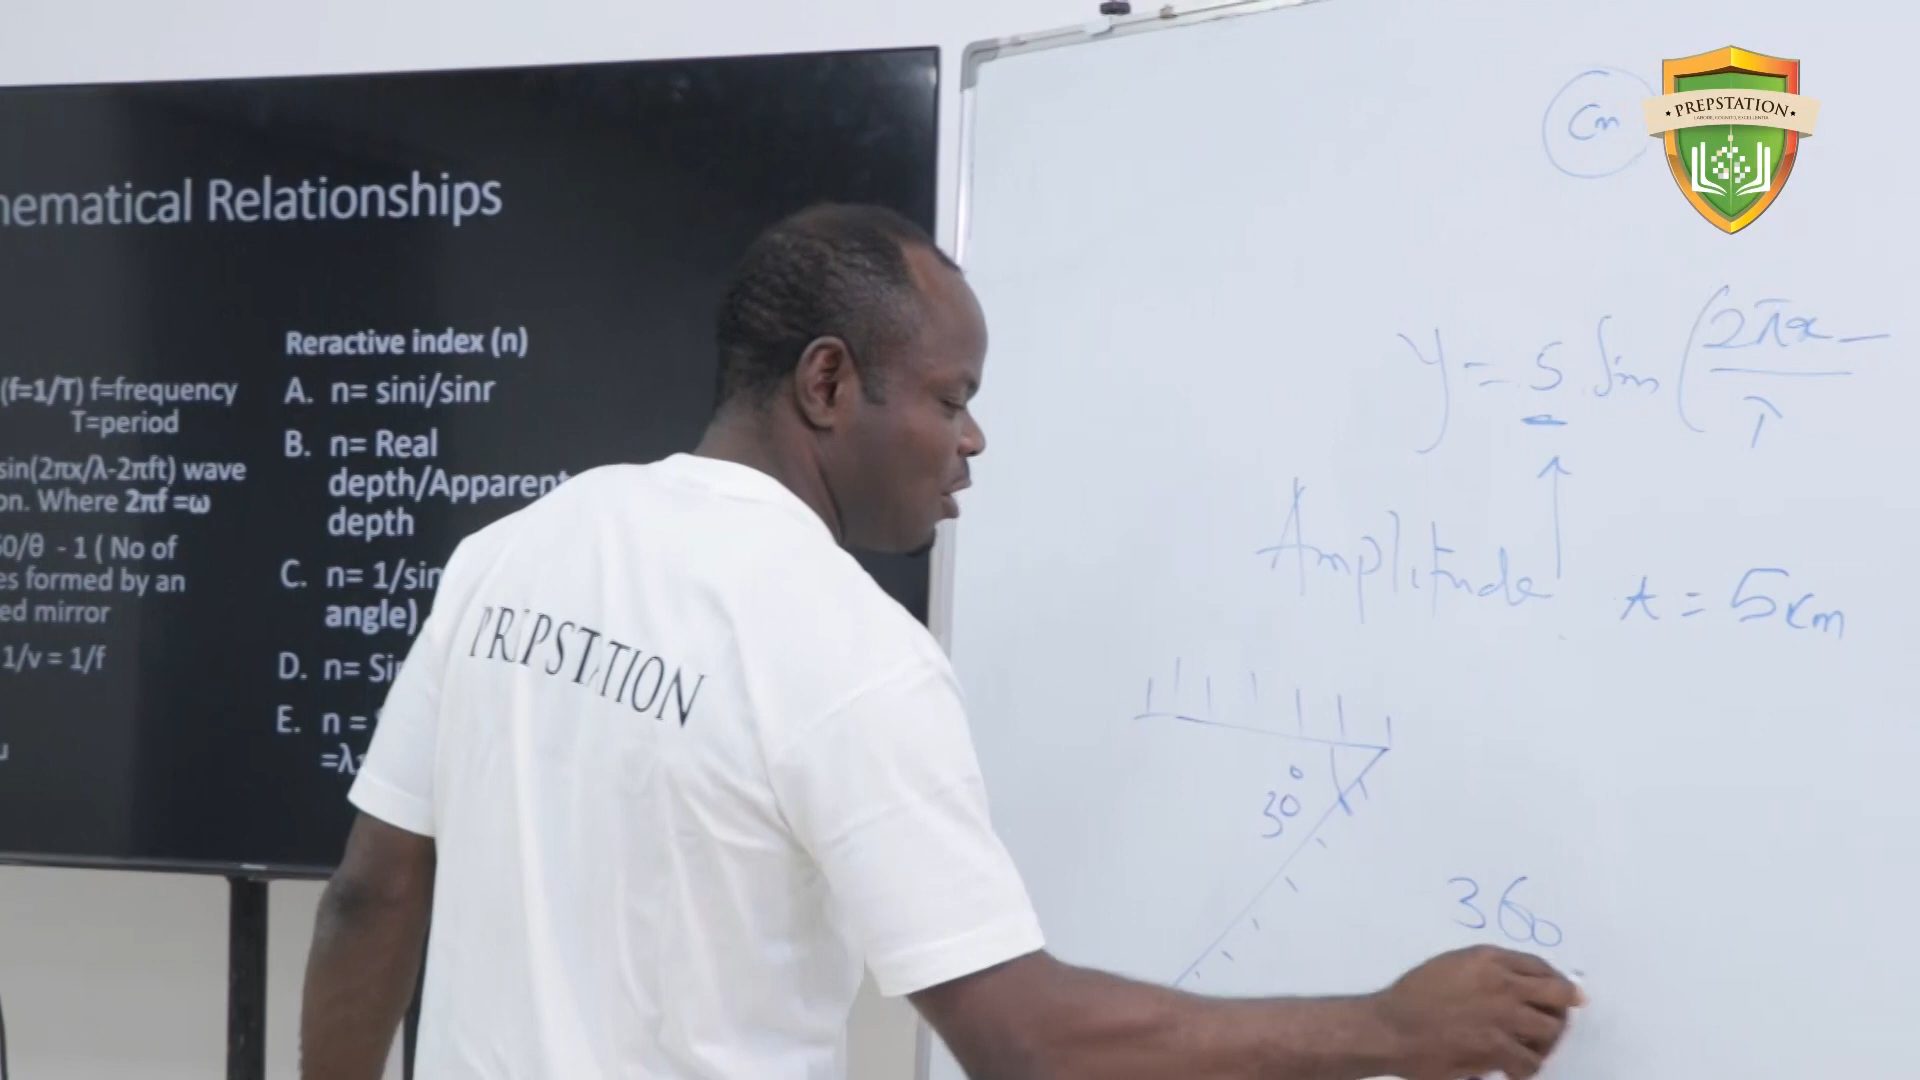 hematical Relationships
(f=1/T) f=frequency
T=period
sin(2πx/λ-2πft) wave
on. Where 2πf =ω
60/θ - 1 ( No of
es formed by an
ed mirror
1/v = 1/f
Reractive index (n)
A. n= sini/sinr
B. n= Real
depth/Apparent
depth
C. n= 1/sin
angle)
D. n= Sin
E. n =
=λ
PREPSTATION
Cm
PREPSTATION
y = 5 Sin (2πx
Amplitude
= 5cm
30°
360